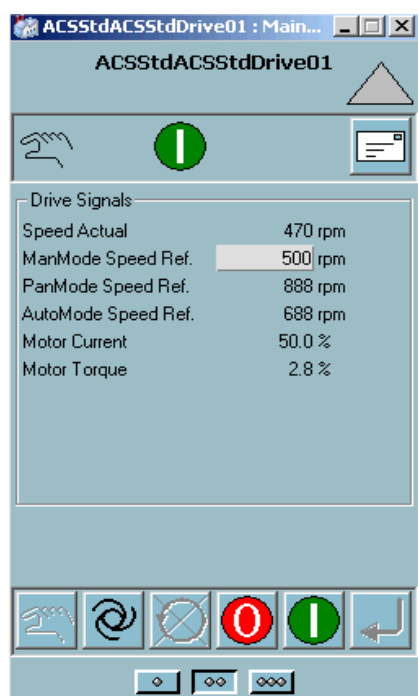 ACSStdACSStdDrive01 : Main...
ACSStdACSStdDrive01
Drive Signals
Speed Actual 470 rpm
ManMode Speed Ref. 500 rpm
PanMode Speed Ref. 888 rpm
AutoMode Speed Ref. 688 rpm
Motor Current 50.0 %
Motor Torque 2.8 %